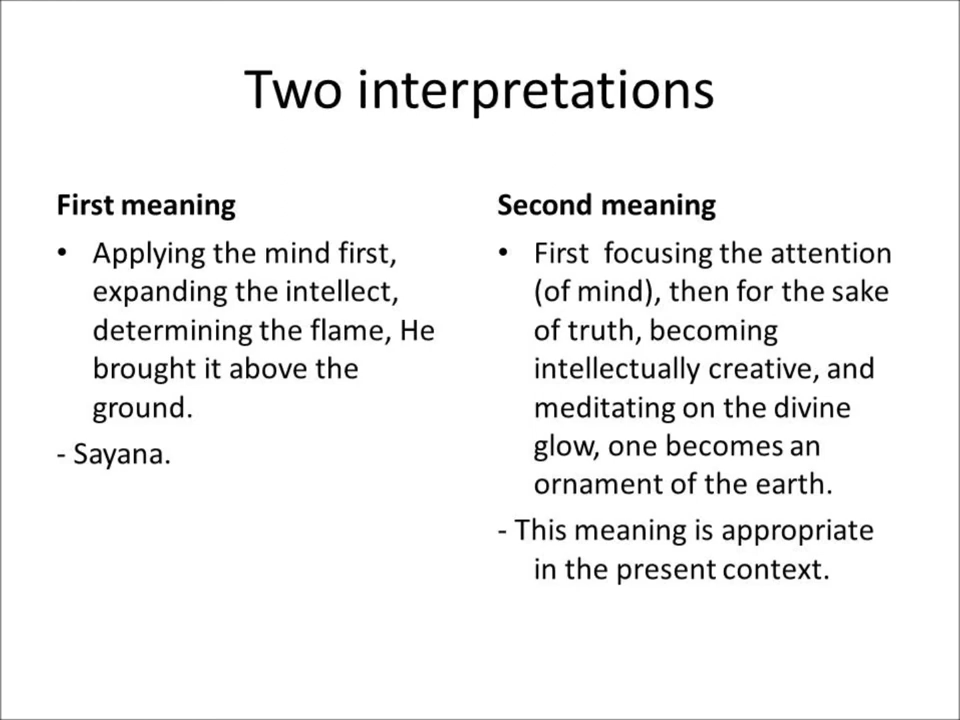 Two interpretations
First meaning
• Applying the mind first,
expanding the intellect,
determining the flame, He
brought it above the
ground.
- Sayana.
Second meaning
• First focusing the attention
(of mind), then for the sake
of truth, becoming
intellectually creative, and
meditating on the divine
glow, one becomes an
ornament of the earth.
- This meaning is appropriate
in the present context.